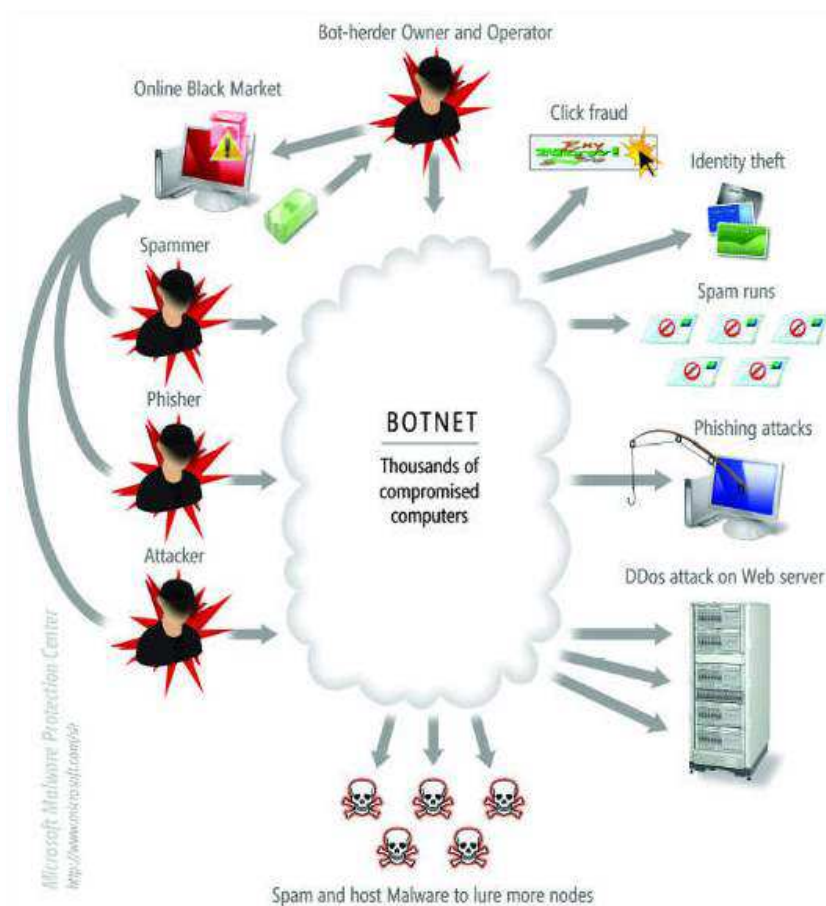 Bot-herder Owner and Operator
Online Black Market
Click fraud
Identity theft
Spammer
Spam runs
Phisher
BOTNET
Thousands of
compromised
computers
Phishing attacks
Attacker
DDos attack on Web server
Microsoft Malware Protection Center
Spam and host Malware to lure more nodes